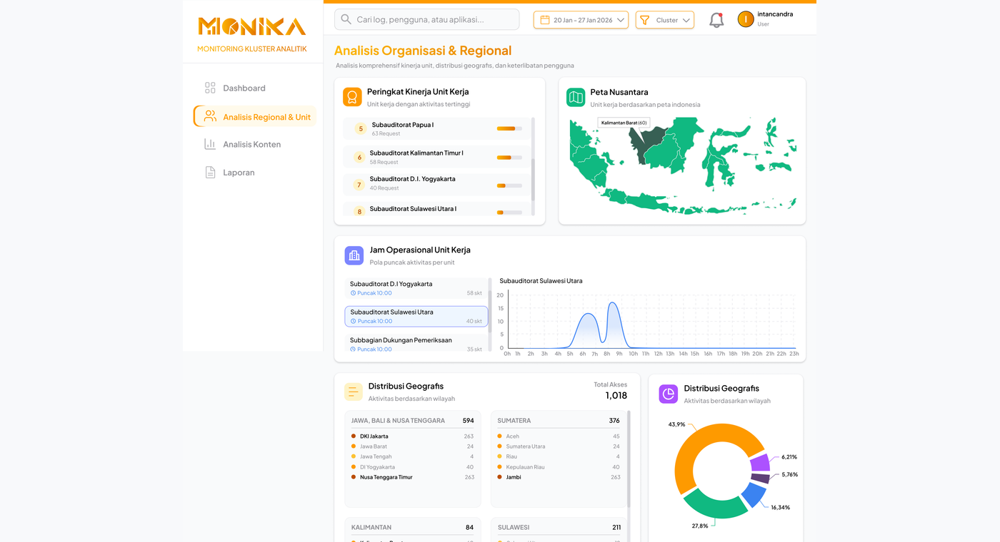 MONIKA
MONITORING KLUSTER ANALITIK
Dashboard
Analisis Regional & Unit
Analisis Konten
Laporan
Cari log, pengguna, atau aplikasi...
20 Jan - 27 Jan 2026
Cluster
I
intancandra
User
Analisis Organisasi & Regional
Analisis komprehensif kinerja unit, distribusi geografis, dan keterlibatan pengguna
Peringkat Kinerja Unit Kerja
Unit kerja dengan aktivitas tertinggi
5
Subauditorat Papua I
63 Request
6
Subauditorat Kalimantan Timur I
58 Request
7
Subauditorat D.I. Yogyakarta
40 Request
8
Subauditorat Sulawesi Utara I
Peta Nusantara
Unit kerja berdasarkan peta indonesia
Kalimantan Barat (60)
Jam Operasional Unit Kerja
Pola puncak aktivitas per unit
Subauditorat D.I Yogyakarta
Puncak 10:00 58 skt
Subauditorat Sulawesi Utara
Puncak 10:00 40 skt
Subbagian Dukungan Pemeriksaan
Puncak 10:00 35 skt
Subauditorat Sulawesi Utara
20
15
10
5
0
0h 1h 2h 3h 4h 5h 6h 7h 8h 9h 10h 11h 12h 13h 14h 15h 16h 17h 18h 19h 20h 21h 22h 23h
Distribusi Geografis
Aktivitas berdasarkan wilayah
Total Akses
1,018
JAWA, BALI & NUSA TENGGARA 594
DKI Jakarta 263
Jawa Barat 24
Jawa Tengah 4
DI Yogyakarta 40
Nusa Tenggara Timur 263
SUMATERA 376
Aceh 45
Sumatera Utara 24
Riau 4
Kepulauan Riau 40
Jambi 263
KALIMANTAN 84
SULAWESI 211
Distribusi Geografis
Aktivitas berdasarkan wilayah
43,9%
6,21%
5,76%
16,34%
27,8%